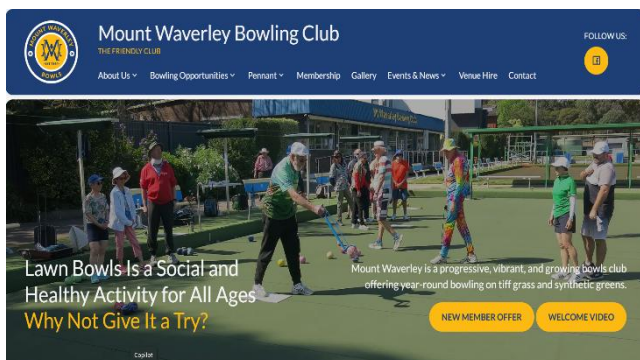 MOUNT WAVERLEY
BOWLS
Mount Waverley Bowling Club
THE FRIENDLY CLUB
FOLLOW US:
About Us Bowling Opportunities Pennant Membership Gallery Events & News Venue Hire Contact
Lawn Bowls Is a Social and
Healthy Activity for All Ages
Why Not Give It a Try?
Mount Waverley is a progressive, vibrant, and growing bowls club
offering year-round bowling on tiff grass and synthetic greens.
NEW MEMBER OFFER WELCOME VIDEO
Copilot